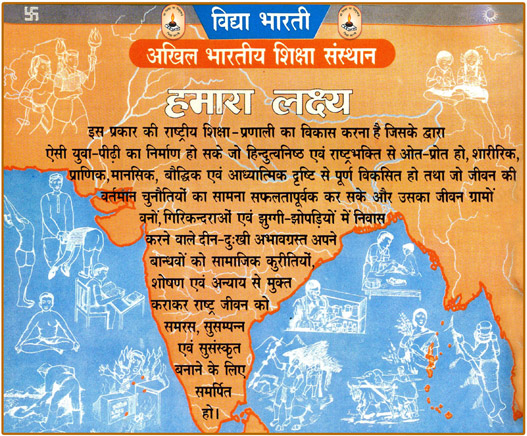 विद्या भारती
अखिल भारतीय शिक्षा संस्थान
हमारा लक्ष्य
इस प्रकार की राष्ट्रीय शिक्षा-प्रणाली का विकास करना है जिसके द्वारा
ऐसी युवा-पीढ़ी का निर्माण हो सके जो हिन्दुत्वनिष्ठ एवं राष्ट्रभक्ति से ओत-प्रोत हो, शारीरिक,
प्राणिक, मानसिक, बौद्धिक एवं आध्यात्मिक दृष्टि से पूर्ण विकसित हो तथा जो जीवन की
वर्तमान चुनौतियों का सामना सफलतापूर्वक कर सके और उसका जीवन ग्रामों
वनों, गिरिकन्दराओं एवं झुग्गी-झोपड़ियों में निवास
करने वाले दीन-दुःखी अभावग्रस्त अपने
बान्धवों को सामाजिक कुरीतियों,
शोषण एवं अन्याय से मुक्त
कराकर राष्ट्र जीवन को
समरस, सुसम्पन्न
एवं सुसंस्कृत
बनाने के लिए
समर्पित
हो।